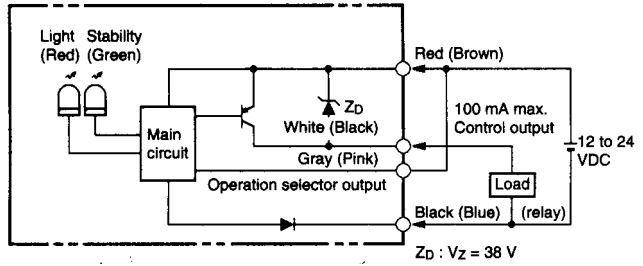 Light Stability
(Red) (Green)
Red (Brown)
ZD
100 mA max.
Control output
White (Black)
Main
circuit
12 to 24
VDC
Gray (Pink)
Operation selector output
Load
Black (Blue) (relay)
ZD : VZ = 38 V